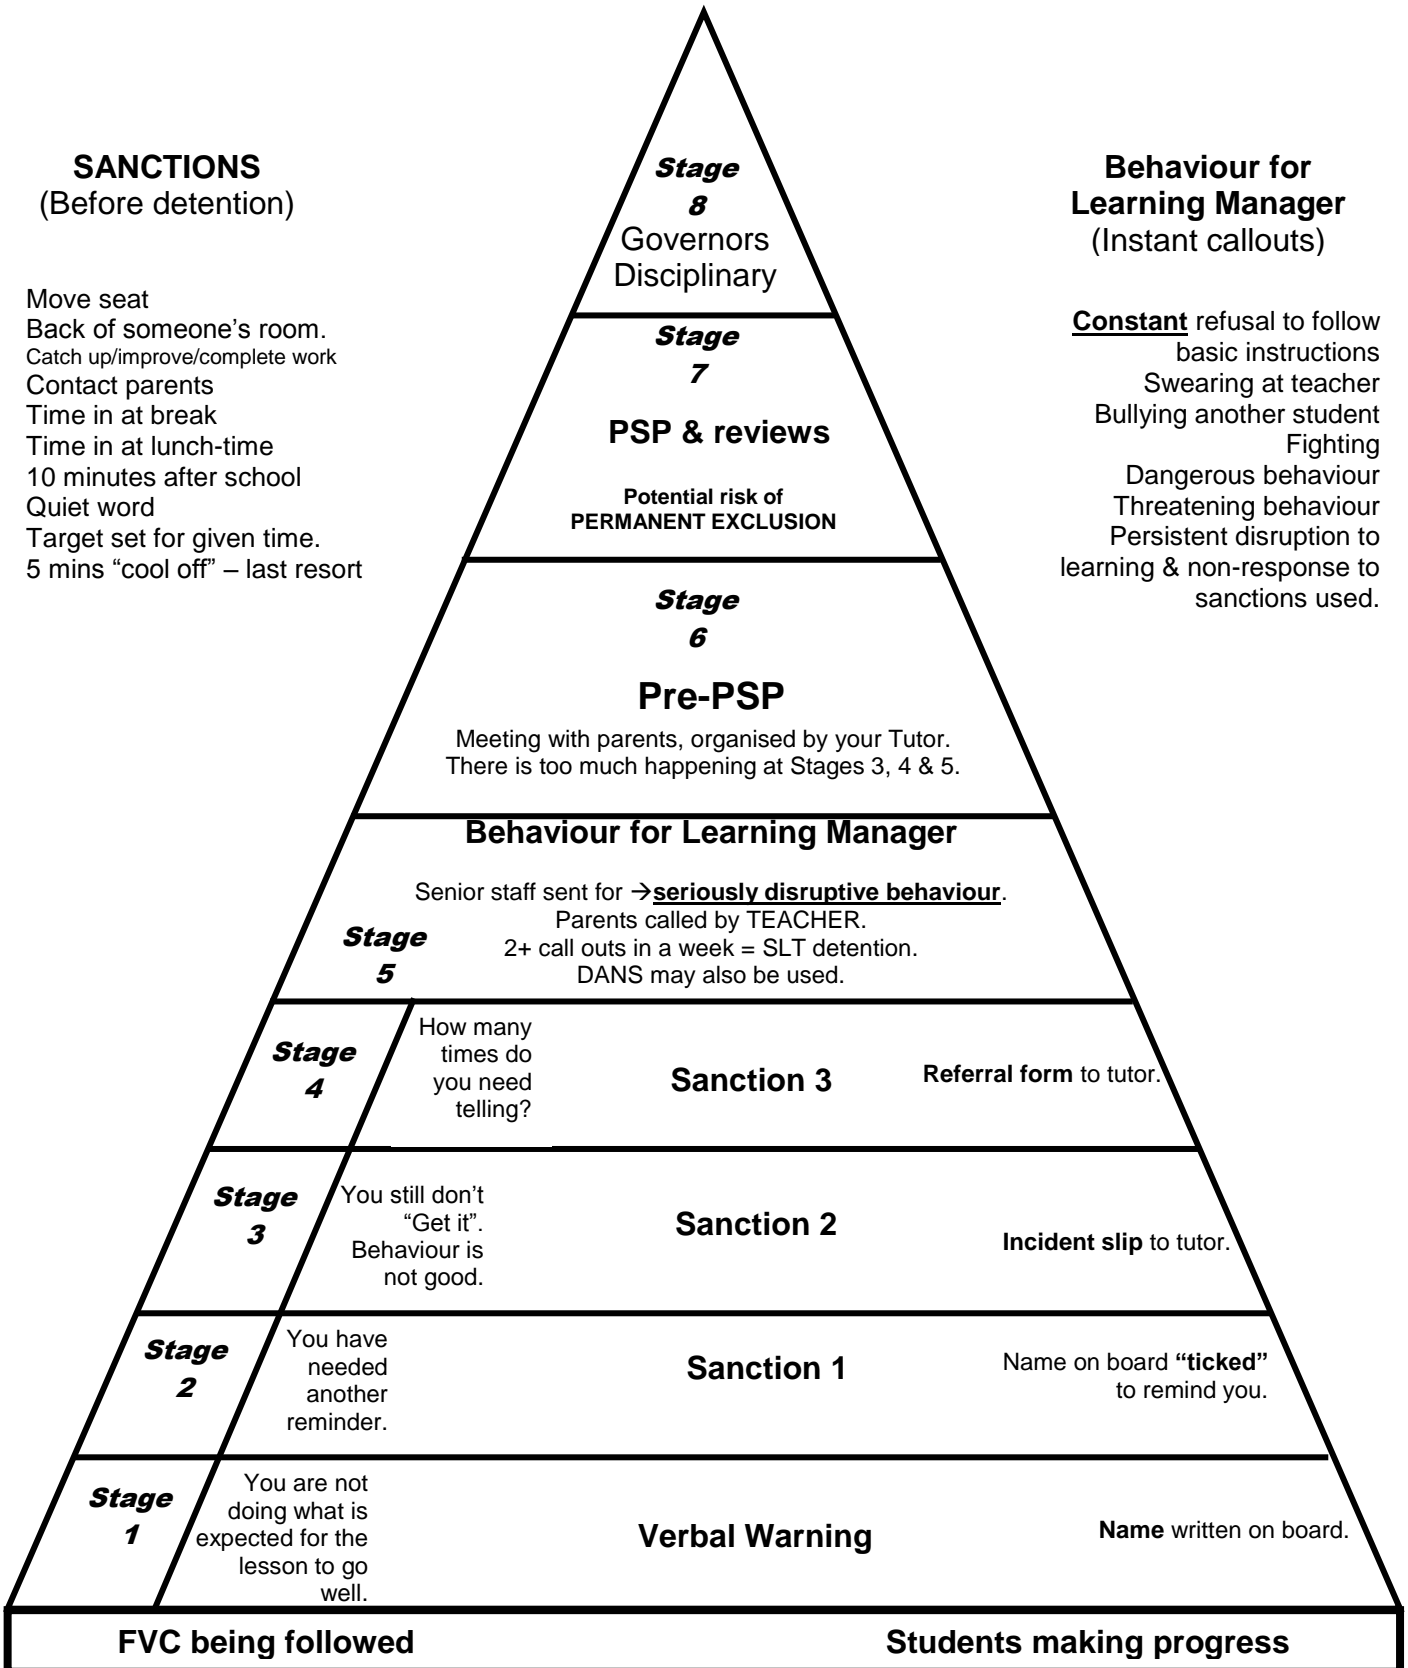 SANCTIONS
(Before detention)
Move seat
Back of someone’s room.
Catch up/improve/complete work
Contact parents
Time in at break
Time in at lunch-time
10 minutes after school
Quiet word
Target set for given time.
5 mins “cool off” – last resort
Behaviour for
Learning Manager
(Instant callouts)
Constant refusal to follow
basic instructions
Swearing at teacher
Bullying another student
Fighting
Dangerous behaviour
Threatening behaviour
Persistent disruption to
learning & non-response to
sanctions used.
Stage
8
Governors
Disciplinary
Stage
7
PSP & reviews
Potential risk of
PERMANENT EXCLUSION
Stage
6
Pre-PSP
Meeting with parents, organised by your Tutor.
There is too much happening at Stages 3, 4 & 5.
Behaviour for Learning Manager
Stage
5
Senior staff sent for →seriously disruptive behaviour.
Parents called by TEACHER.
2+ call outs in a week = SLT detention.
DANS may also be used.
Stage
4
How many
times do
you need
telling?
Sanction 3
Referral form to tutor.
Stage
3
You still don’t
“Get it”.
Behaviour is
not good.
Sanction 2
Incident slip to tutor.
Stage
2
You have
needed
another
reminder.
Sanction 1
Name on board “ticked”
to remind you.
Stage
1
You are not
doing what is
expected for the
lesson to go
well.
Verbal Warning
Name written on board.
FVC being followed
Students making progress